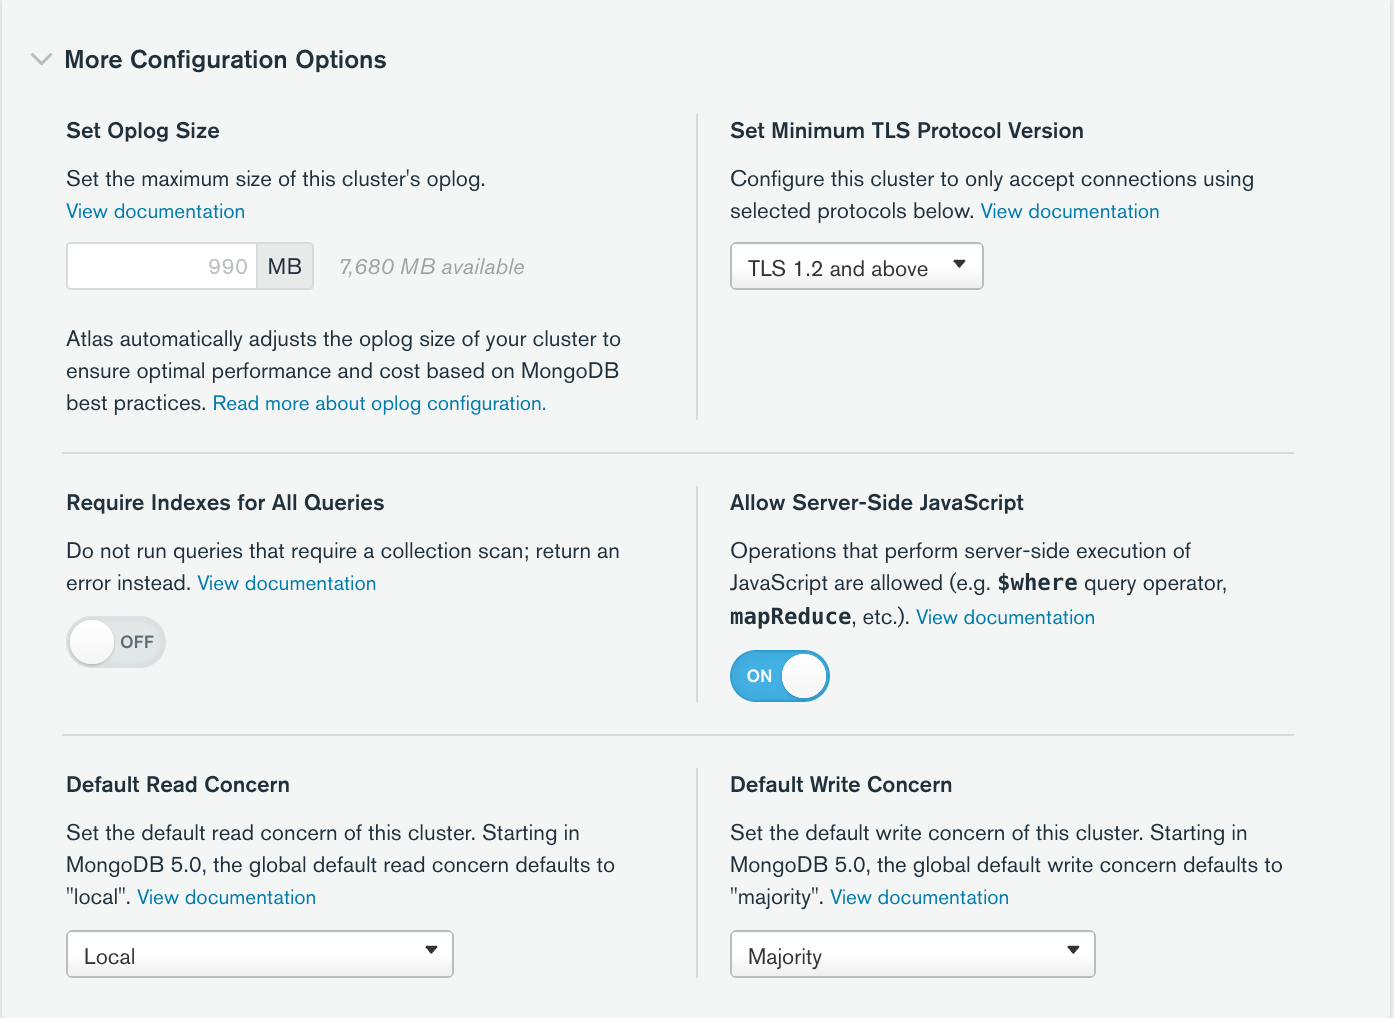 More Configuration Options
Set Oplog Size
Set the maximum size of this cluster's oplog.
View documentation
990 MB 7,680 MB available
Atlas automatically adjusts the oplog size of your cluster to
ensure optimal performance and cost based on MongoDB
best practices. Read more about oplog configuration.
Set Minimum TLS Protocol Version
Configure this cluster to only accept connections using
selected protocols below. View documentation
TLS 1.2 and above
Require Indexes for All Queries
Do not run queries that require a collection scan; return an
error instead. View documentation
OFF
Allow Server-Side JavaScript
Operations that perform server-side execution of
JavaScript are allowed (e.g. $where query operator,
mapReduce, etc.). View documentation
ON
Default Read Concern
Set the default read concern of this cluster. Starting in
MongoDB 5.0, the global default read concern defaults to
"local". View documentation
Local
Default Write Concern
Set the default write concern of this cluster. Starting in
MongoDB 5.0, the global default write concern defaults to
"majority". View documentation
Majority